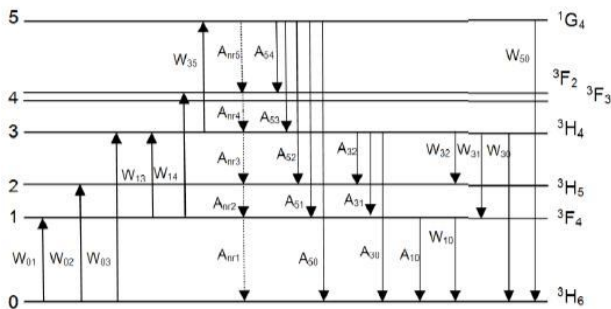 5 ¹G₄
W₃₅ Aₙᵣ₅ A₅₄ W₅₀
³F₂ ³F₃
4
Aₙᵣ₄ A₅₃
3 ³H₄
W₁₃ W₁₄ Aₙᵣ₃ A₅₂ A₃₂ W₃₂ W₃₁ W₃₀
2 ³H₅
Aₙᵣ₂ A₅₁ A₃₁
1 ³F₄
W₀₁ W₀₂ W₀₃ Aₙᵣ₁ A₅₀ A₃₀ A₁₀ W₁₀
0 ³H₆